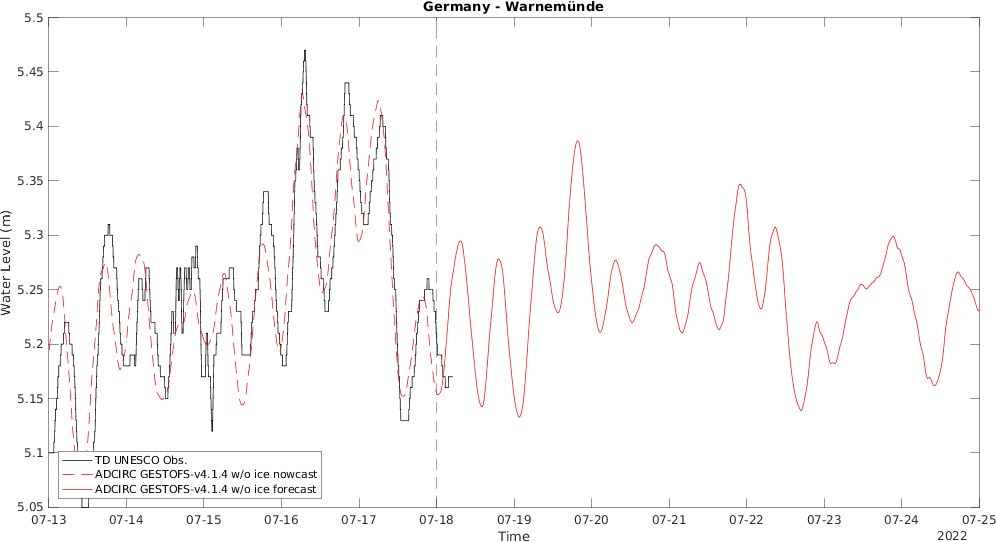 Germany - Warnemünde
5.5
5.45
5.4
5.35
5.3
5.25
5.2
5.15
5.1
5.05
Water Level (m)
TD UNESCO Obs.
ADCIRC GESTOFS-v4.1.4 w/o ice nowcast
ADCIRC GESTOFS-v4.1.4 w/o ice forecast
07-13 07-14 07-15 07-16 07-17 07-18 07-19 07-20 07-21 07-22 07-23 07-24 07-25
Time
2022